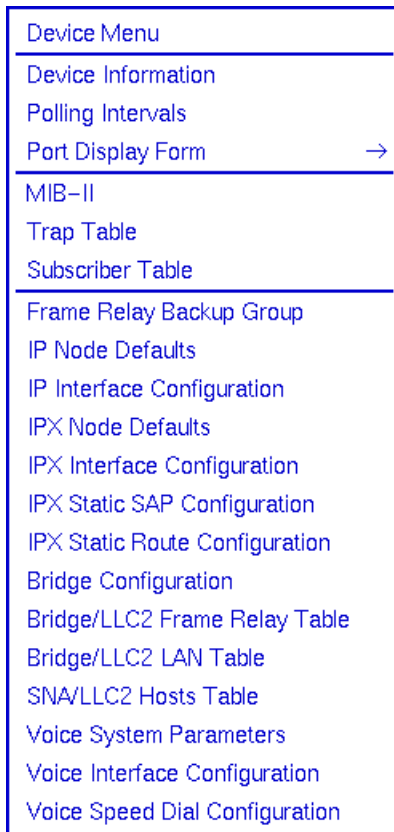 Device Menu
Device Information
Polling Intervals
Port Display Form →
MIB-II
Trap Table
Subscriber Table
Frame Relay Backup Group
IP Node Defaults
IP Interface Configuration
IPX Node Defaults
IPX Interface Configuration
IPX Static SAP Configuration
IPX Static Route Configuration
Bridge Configuration
Bridge/LLC2 Frame Relay Table
Bridge/LLC2 LAN Table
SNA/LLC2 Hosts Table
Voice System Parameters
Voice Interface Configuration
Voice Speed Dial Configuration